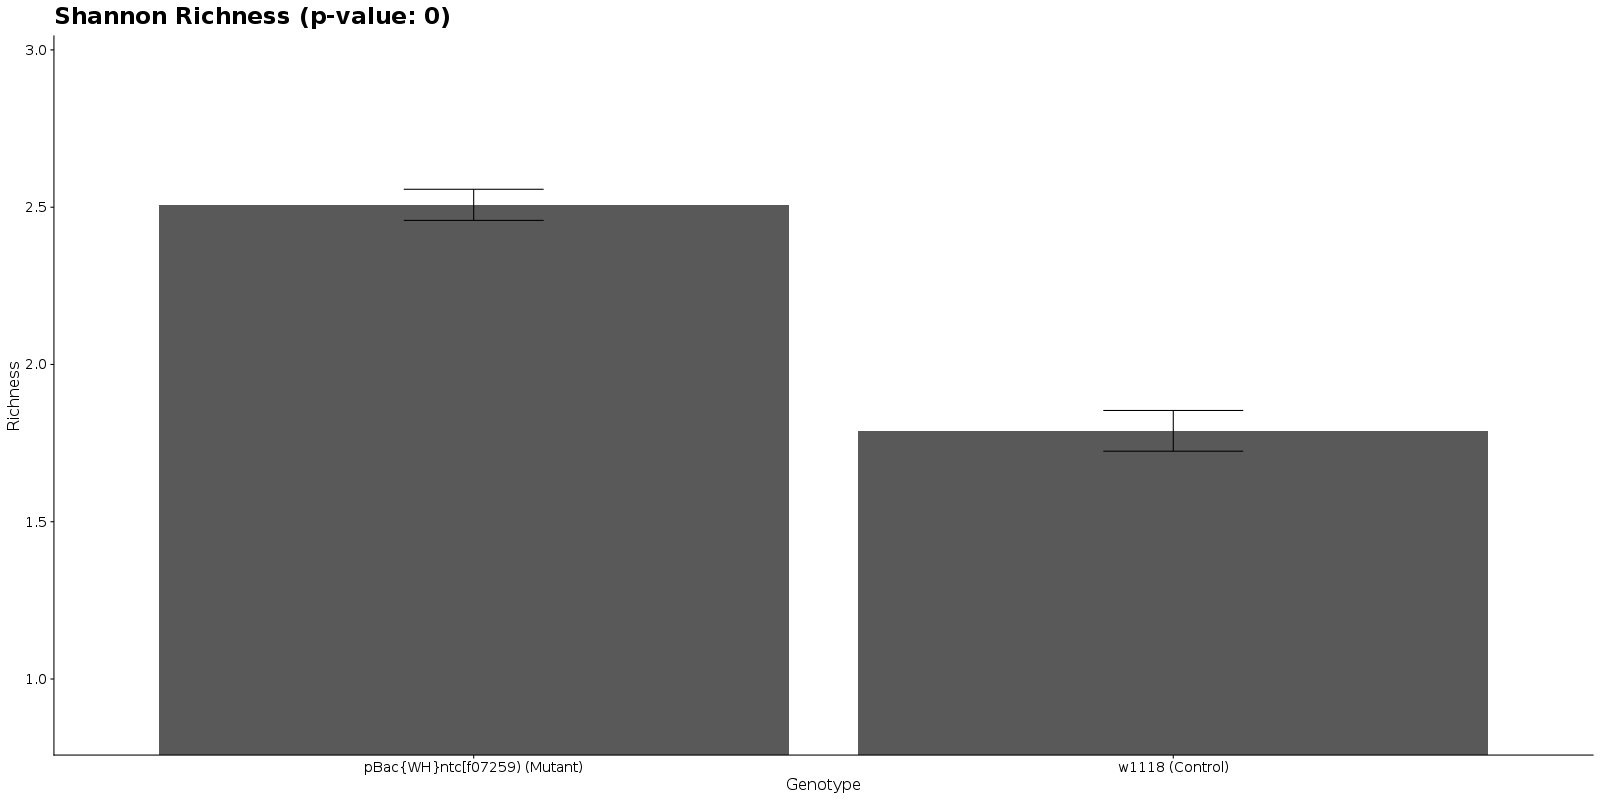 Shannon Richness (p-value: 0)
3.0
2.5
2.0
1.5
1.0
Richness
pBac{WH}ntc[f07259) (Mutant)
w1118 (Control)
Genotype